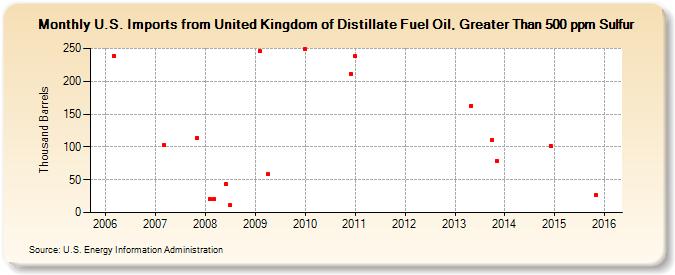 Monthly U.S. Imports from United Kingdom of Distillate Fuel Oil, Greater Than 500 ppm Sulfur
Thousand Barrels
250
200
150
100
50
0
2006 2007 2008 2009 2010 2011 2012 2013 2014 2015 2016
Source: U.S. Energy Information Administration